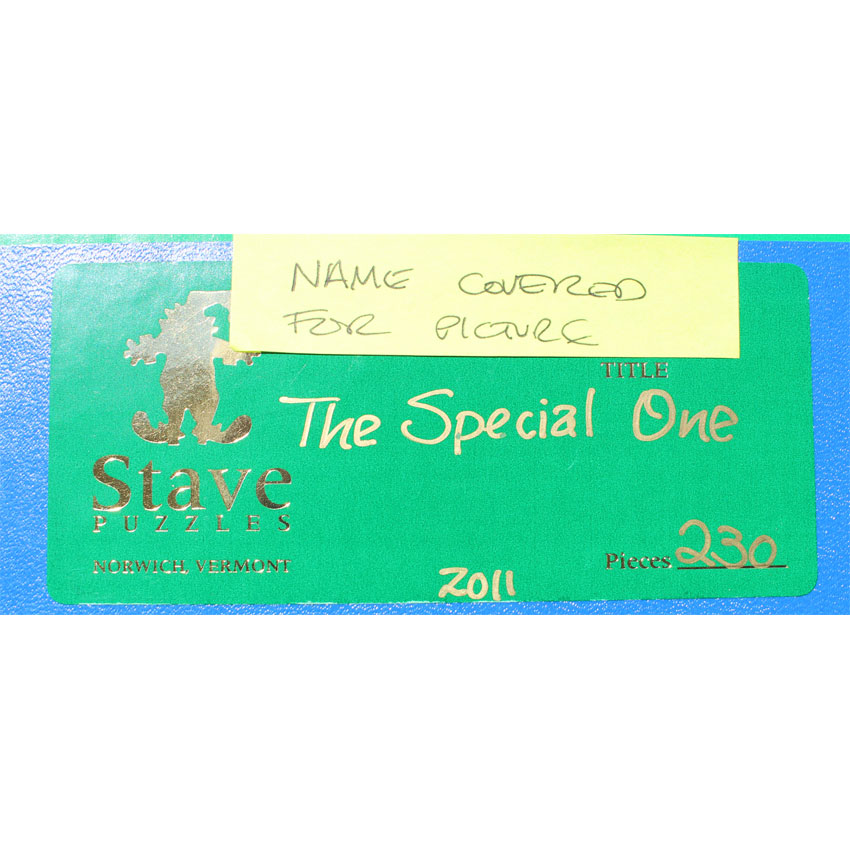 NAME COVERED
FOR PICTURE
TITLE
The Special One
Stave
PUZZLES
NORWICH, VERMONT
Pieces 230
2011